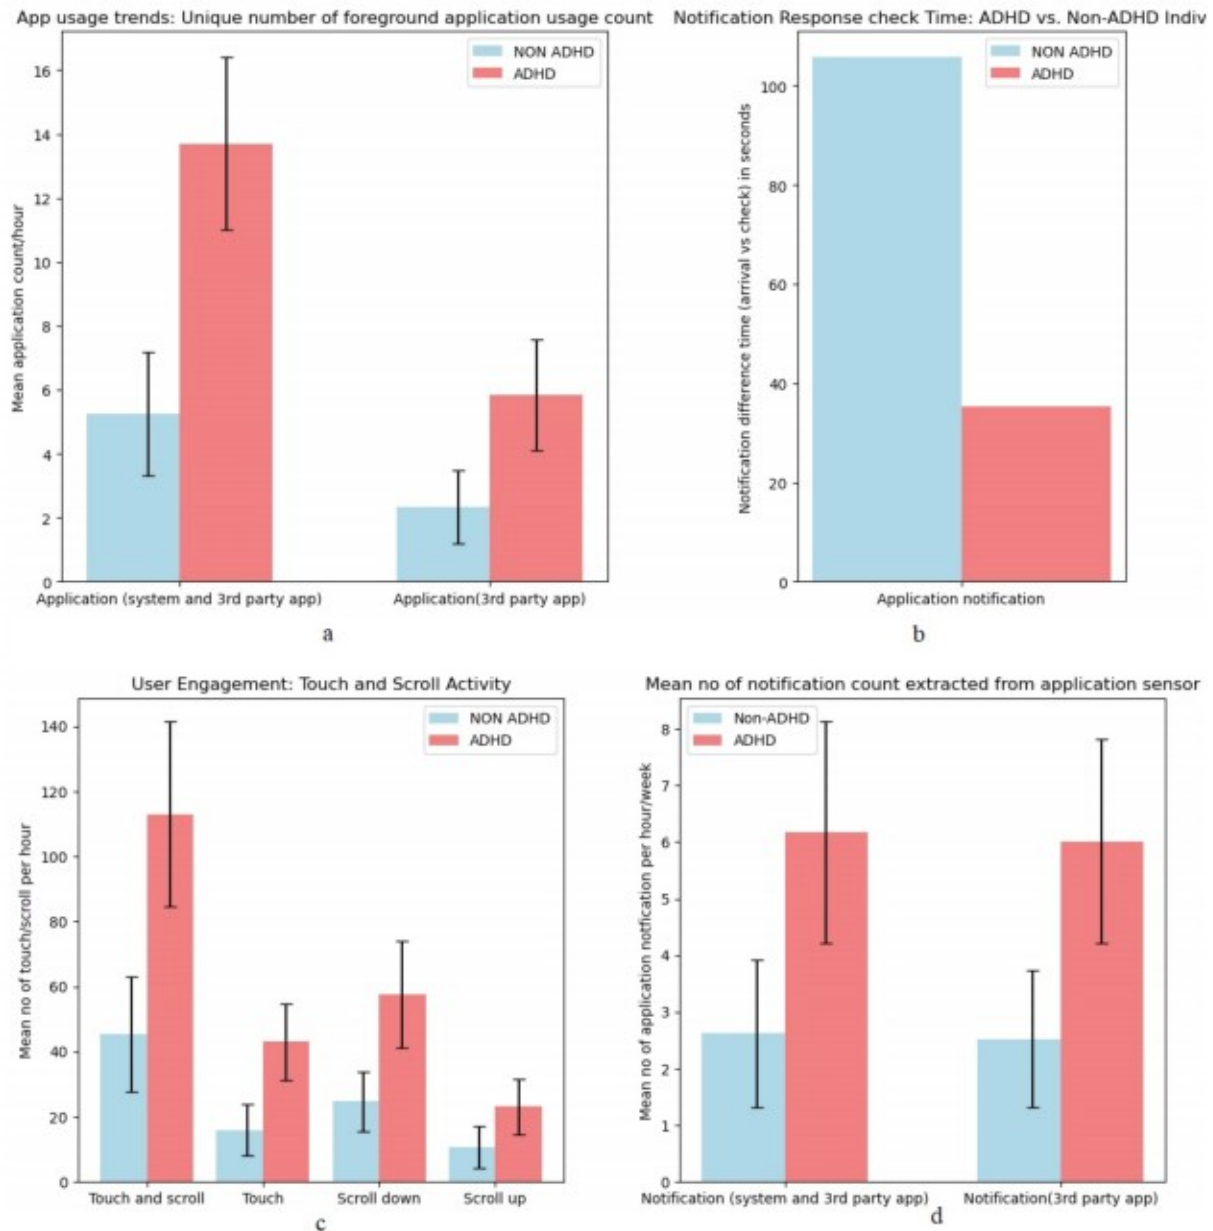 App usage trends: Unique number of foreground application usage count
NON ADHD
ADHD
Mean application count/hour
16
14
12
10
8
6
4
2
0
Application (system and 3rd party app)
Application(3rd party app)
a
Notification Response check Time: ADHD vs. Non-ADHD Indiv
NON ADHD
ADHD
Notification difference time (arrival vs check) in seconds
100
80
60
40
20
0
Application notification
b
User Engagement: Touch and Scroll Activity
NON ADHD
ADHD
Mean no of touch/scroll per hour
140
120
100
80
60
40
20
0
Touch and scroll
Touch
Scroll down
Scroll up
c
Mean no of notification count extracted from application sensor
Non-ADHD
ADHD
Mean no of application notfication per hour/week
8
7
6
5
4
3
2
1
0
Notification (system and 3rd party app)
Notification(3rd party app)
d